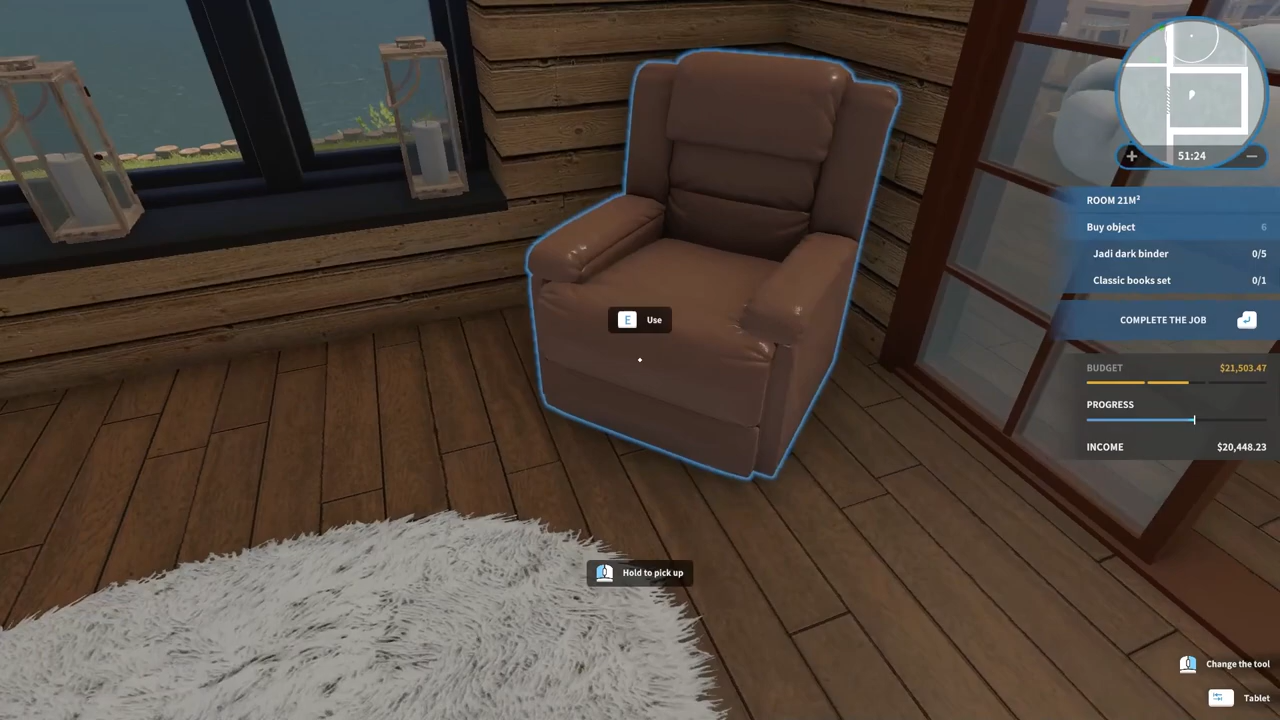 + 51:24 −
ROOM 21M²
Buy object 6
Jadi dark binder 0/5
Classic books set 0/1
COMPLETE THE JOB
BUDGET $21,503.47
PROGRESS
INCOME $20,448.23
E Use
Hold to pick up
Change the tool
Tablet